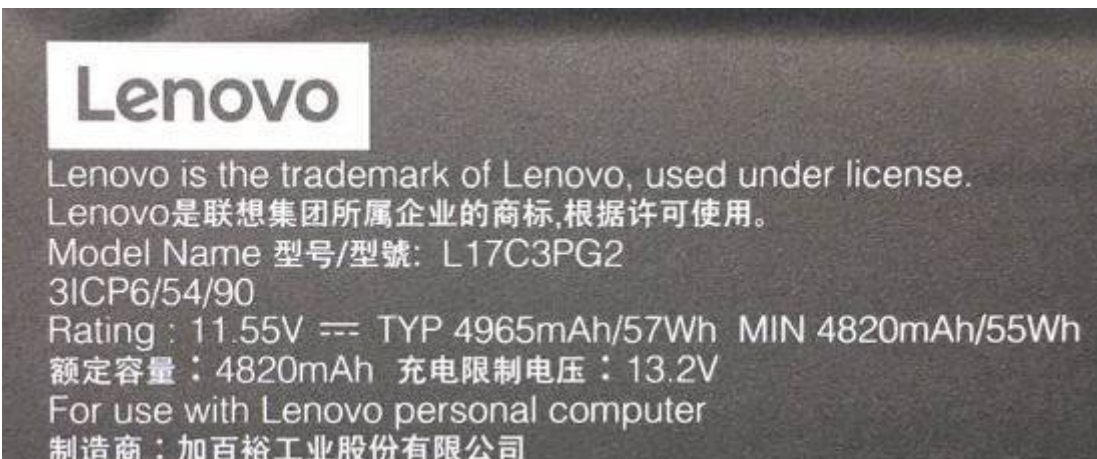 Lenovo
Lenovo is the trademark of Lenovo, used under license.
Lenovo是联想集团所属企业的商标,根据许可使用。
Model Name 型号/型號: L17C3PG2
3ICP6/54/90
Rating : 11.55V ⎓ TYP 4965mAh/57Wh MIN 4820mAh/55Wh
额定容量：4820mAh 充电限制电压：13.2V
For use with Lenovo personal computer
制造商：加百裕工业股份有限公司